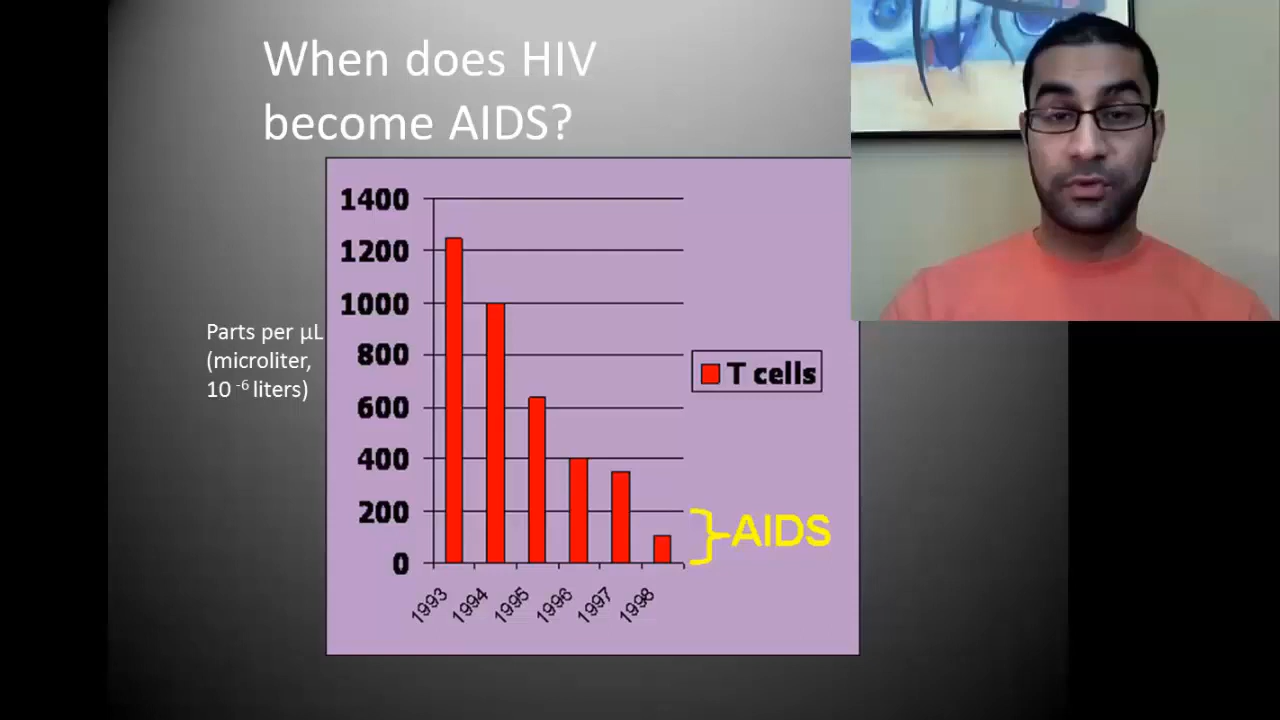 When does HIV
become AIDS?
1400
1200
1000
800
600
400
200
0
Parts per µL
(microliter,
10 -6 liters)
T cells
AIDS
1993
1994
1995
1996
1997
1998